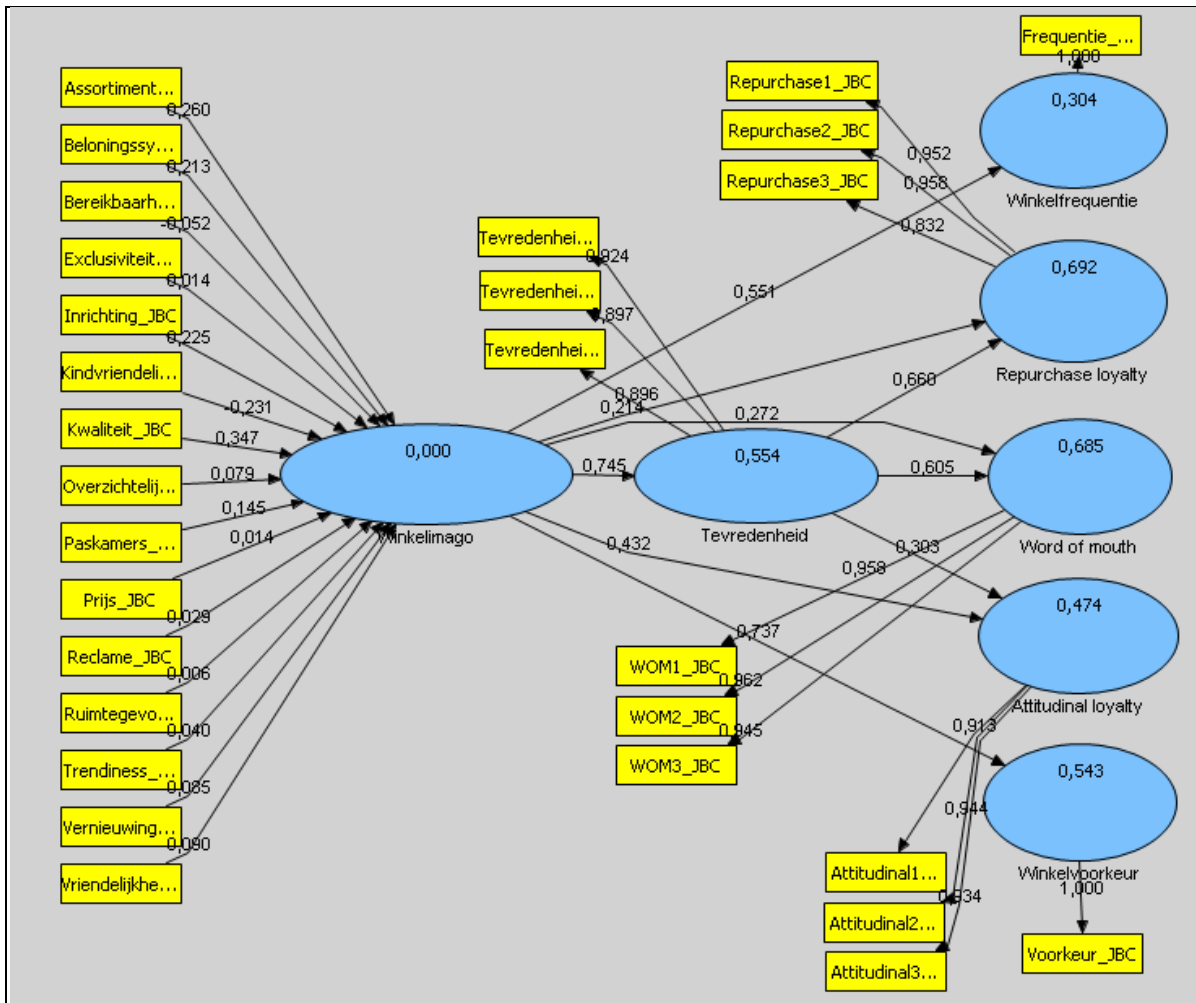 Frequentie_...
1,000
0,304
Winkelfrequentie
Assortiment...
0,260
Beloningssy...
0,213
Bereikbaarh...
-0,052
Exclusiviteit...
0,014
Inrichting_JBC
0,225
Kindvriendeli...
-0,231
Kwaliteit_JBC
0,347
Overzichtelij...
0,079
Paskamers_...
0,145
0,014
Prijs_JBC
0,029
Reclame_JBC
0,006
Ruimtegevo...
0,040
Trendiness_...
0,085
Vernieuwing...
0,090
Vriendelijkhe...
0,000
Winkelimago
Repurchase1_JBC
0,952
Repurchase2_JBC
0,958
Repurchase3_JBC
0,832
Tevredenhei...
0,924
Tevredenhei...
0,897
Tevredenhei...
0,896
0,551
0,214
0,660
0,692
Repurchase loyalty
0,272
0,745
0,554
Tevredenheid
0,605
0,685
Word of mouth
0,432
0,303
0,958
0,737
WOM1_JBC
0,962
WOM2_JBC
0,945
WOM3_JBC
0,474
Attitudinal loyalty
0,913
0,944
0,934
Attitudinal1...
Attitudinal2...
Attitudinal3...
0,543
Winkelvoorkeur
1,000
Voorkeur_JBC